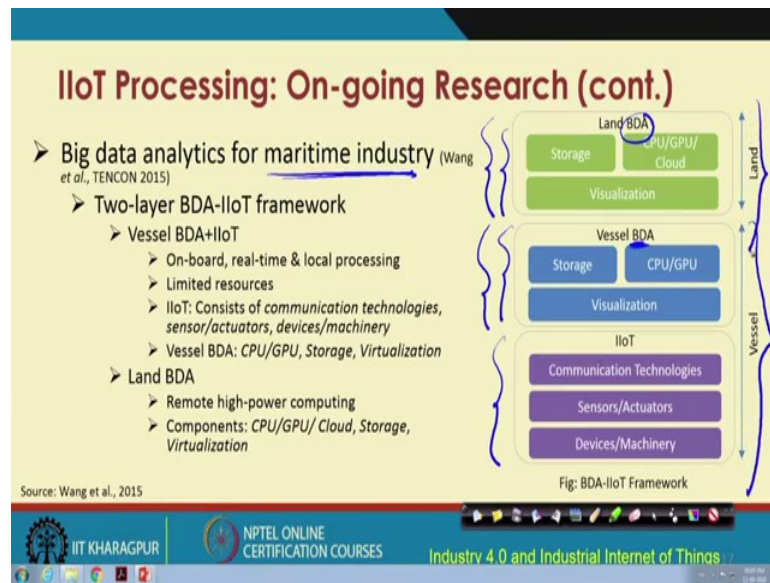 IIoT Processing: On-going Research (cont.)
➤ Big data analytics for maritime industry (Wang
et al., TENCON 2015)
➤ Two-layer BDA-IIoT framework
➤ Vessel BDA+IIoT
➤ On-board, real-time & local processing
➤ Limited resources
➤ IIoT: Consists of communication technologies,
sensor/actuators, devices/machinery
➤ Vessel BDA: CPU/GPU, Storage, Virtualization
➤ Land BDA
➤ Remote high-power computing
➤ Components: CPU/GPU/ Cloud, Storage,
Virtualization
Land BDA
Storage
CPU/GPU/
Cloud
Visualization
Land
Vessel BDA
Storage
CPU/GPU
Visualization
IIoT
Communication Technologies
Sensors/Actuators
Devices/Machinery
Vessel
Fig: BDA-IIoT Framework
Source: Wang et al., 2015
IIT KHARAGPUR
NPTEL ONLINE
CERTIFICATION COURSES
Industry 4.0 and Industrial Internet of Things